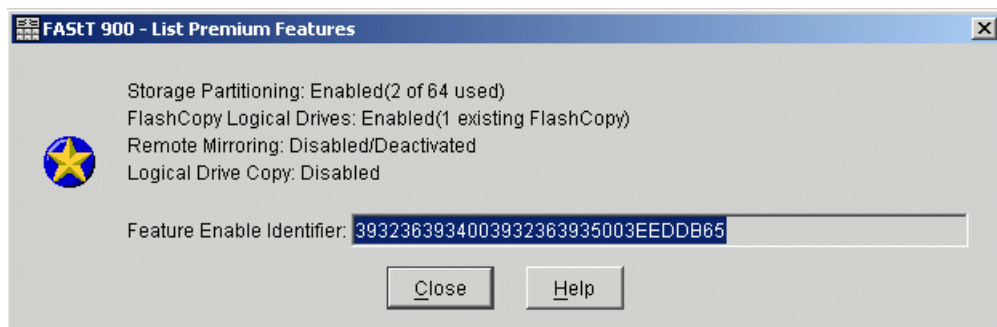 FAStT 900 - List Premium Features
Storage Partitioning: Enabled(2 of 64 used)
FlashCopy Logical Drives: Enabled(1 existing FlashCopy)
Remote Mirroring: Disabled/Deactivated
Logical Drive Copy: Disabled
Feature Enable Identifier: 3932363934003932363935003EEDDB65
Close Help